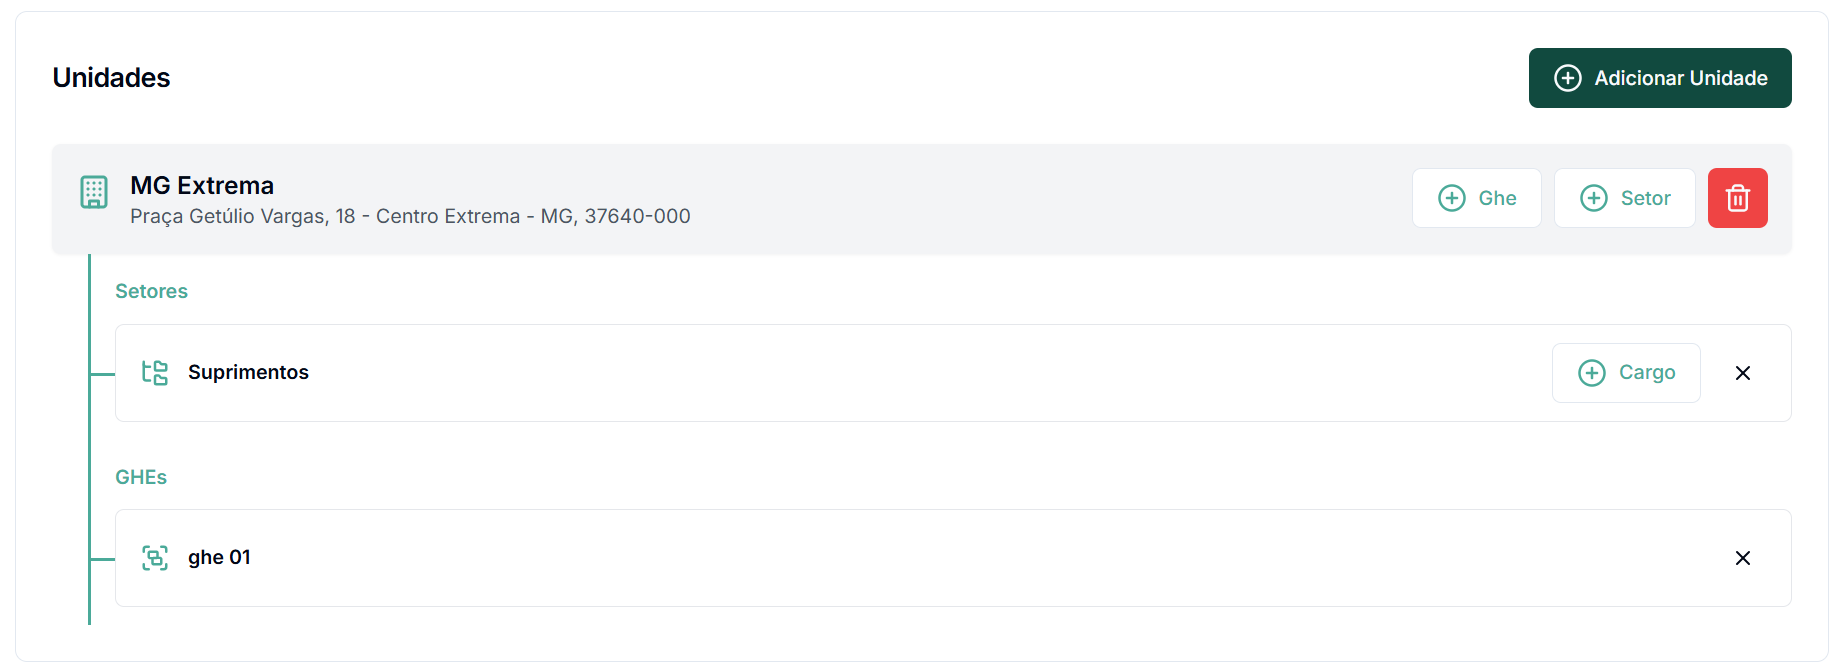 Unidades
Adicionar Unidade
MG Extrema
Praça Getúlio Vargas, 18 - Centro Extrema - MG, 37640-000
Ghe
Setor
Setores
Suprimentos
Cargo
GHEs
ghe 01